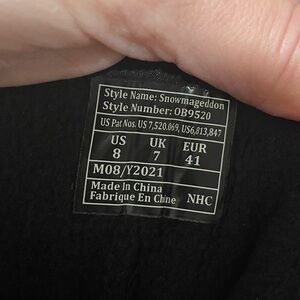 Style Name: Snowmageddon
Style Number: OB9520
US Pat Nos. US 7,520,069, US6,813,847
US UK EUR
8 7 41
M08/Y2021
Made In China
Fabrique En Chine NHC